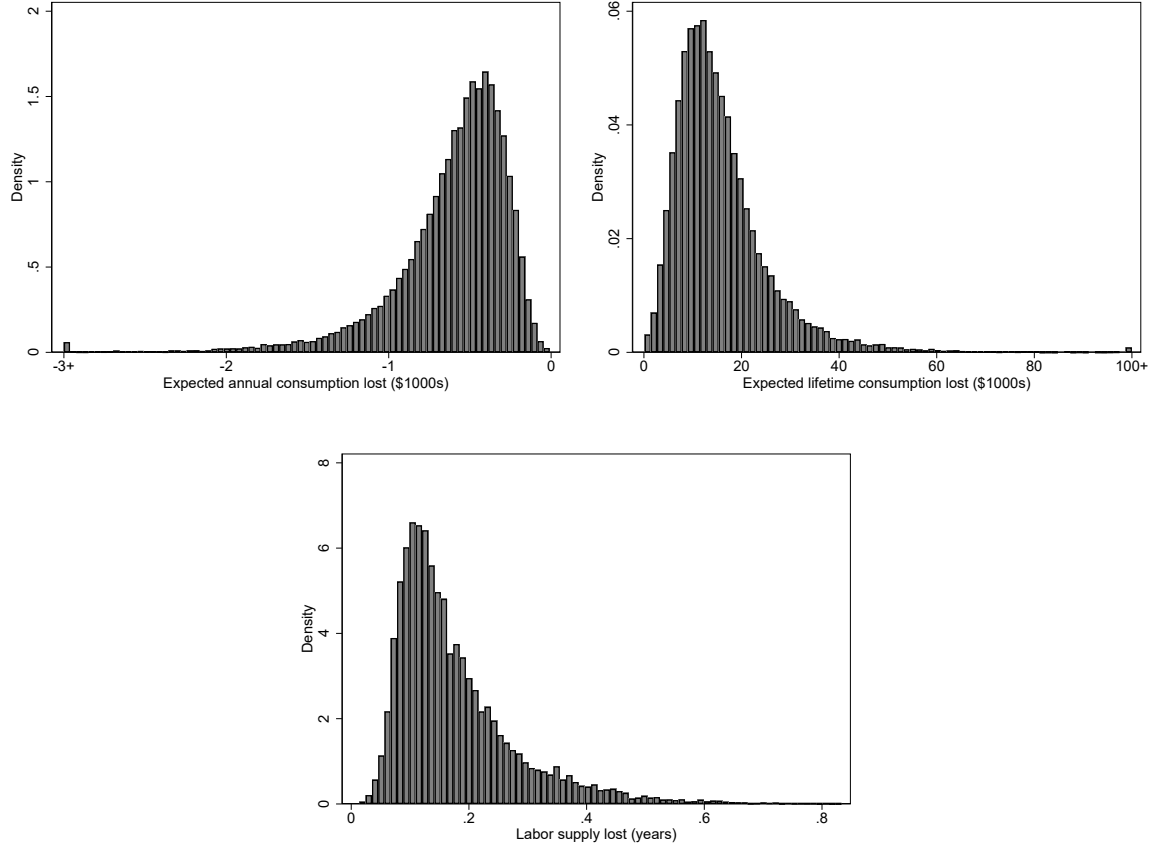 2
1.5
1
.5
0
Density
-3+ -2 -1 0
Expected annual consumption lost ($1000s)
.06
.04
.02
0
Density
0 20 40 60 80 100+
Expected lifetime consumption lost ($1000s)
8
6
4
2
0
Density
0 .2 .4 .6 .8
Labor supply lost (years)